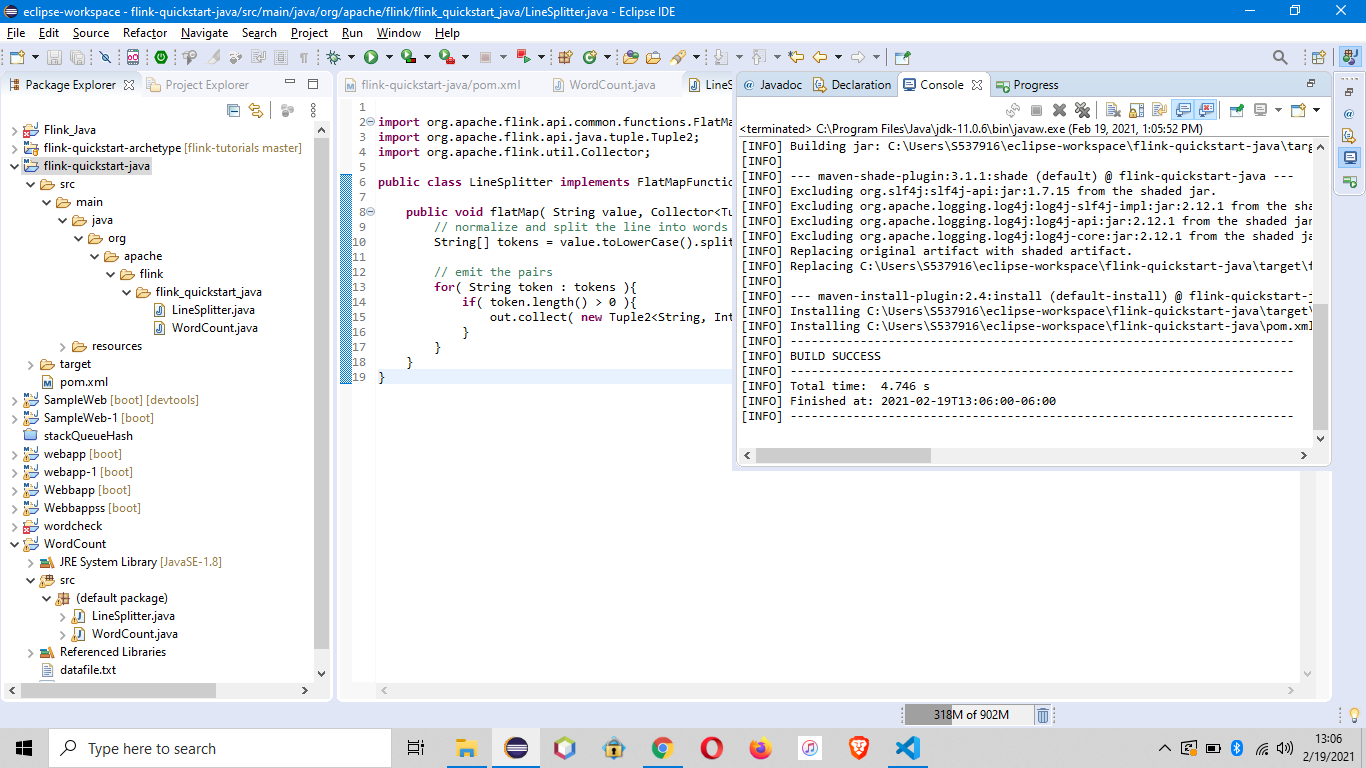 eclipse-workspace - flink-quickstart-java/src/main/java/org/apache/flink/flink_quickstart_java/LineSplitter.java - Eclipse IDE
File Edit Source Refactor Navigate Search Project Run Window Help
Package Explorer Project Explorer
Flink_Java
flink-quickstart-archetype [flink-tutorials master]
flink-quickstart-java
src
main
java
org
apache
flink
flink_quickstart_java
LineSplitter.java
WordCount.java
resources
target
pom.xml
SampleWeb [boot] [devtools]
SampleWeb-1 [boot]
stackQueueHash
webapp [boot]
webapp-1 [boot]
Webbapp [boot]
Webbappss [boot]
wordcheck
WordCount
JRE System Library [JavaSE-1.8]
src
(default package)
LineSplitter.java
WordCount.java
Referenced Libraries
datafile.txt
flink-quickstart-java/pom.xml WordCount.java LineS
1
2 import org.apache.flink.api.common.functions.FlatMa
3 import org.apache.flink.api.java.tuple.Tuple2;
4 import org.apache.flink.util.Collector;
5
6 public class LineSplitter implements FlatMapFunctio
7
8 public void flatMap( String value, Collector<Tu
9 // normalize and split the line into words
10 String[] tokens = value.toLowerCase().split
11
12 // emit the pairs
13 for( String token : tokens ){
14 if( token.length() > 0 ){
15 out.collect( new Tuple2<String, Int
16 }
17 }
18 }
19 }
@ Javadoc Declaration Console Progress
<terminated> C:\Program Files\Java\jdk-11.0.6\bin\javaw.exe (Feb 19, 2021, 1:05:52 PM)
[INFO] Building jar: C:\Users\S537916\eclipse-workspace\flink-quickstart-java\targ
[INFO]
[INFO] --- maven-shade-plugin:3.1.1:shade (default) @ flink-quickstart-java ---
[INFO] Excluding org.slf4j:slf4j-api:jar:1.7.15 from the shaded jar.
[INFO] Excluding org.apache.logging.log4j:log4j-slf4j-impl:jar:2.12.1 from the sha
[INFO] Excluding org.apache.logging.log4j:log4j-api:jar:2.12.1 from the shaded jar
[INFO] Excluding org.apache.logging.log4j:log4j-core:jar:2.12.1 from the shaded ja
[INFO] Replacing original artifact with shaded artifact.
[INFO] Replacing C:\Users\S537916\eclipse-workspace\flink-quickstart-java\target\f
[INFO]
[INFO] --- maven-install-plugin:2.4:install (default-install) @ flink-quickstart-j
[INFO] Installing C:\Users\S537916\eclipse-workspace\flink-quickstart-java\target\
[INFO] Installing C:\Users\S537916\eclipse-workspace\flink-quickstart-java\pom.xml
[INFO] ------------------------------------------------------------------------
[INFO] BUILD SUCCESS
[INFO] ------------------------------------------------------------------------
[INFO] Total time:  4.746 s
[INFO] Finished at: 2021-02-19T13:06:00-06:00
[INFO] ------------------------------------------------------------------------
318M of 902M
Type here to search
13:06
2/19/2021